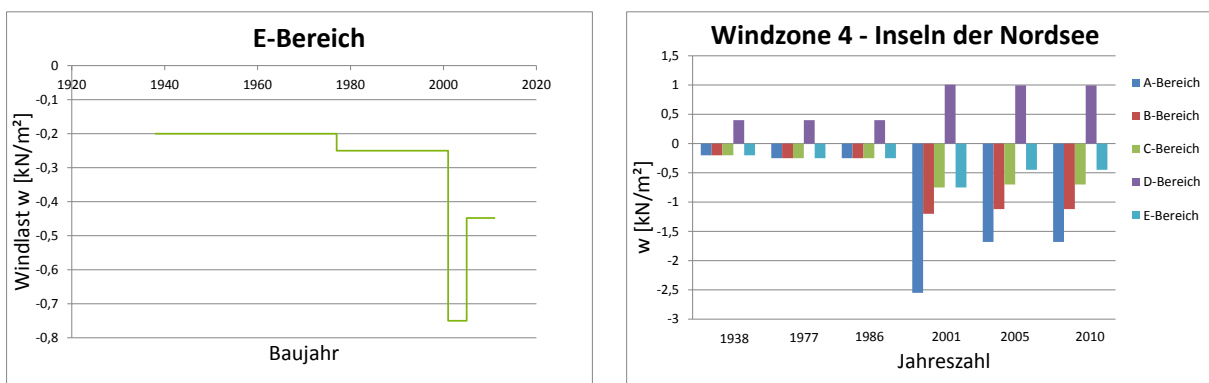 E-Bereich
0
1920 1940 1960 1980 2000 2020
-0,1
-0,2
-0,3
-0,4
-0,5
-0,6
-0,7
-0,8
Windlast w [kN/m²]
Baujahr
Windzone 4 - Inseln der Nordsee
1,5
1
0,5
0
-0,5
-1
-1,5
-2
-2,5
-3
w [kN/m²]
1938 1977 1986 2001 2005 2010
Jahreszahl
A-Bereich
B-Bereich
C-Bereich
D-Bereich
E-Bereich